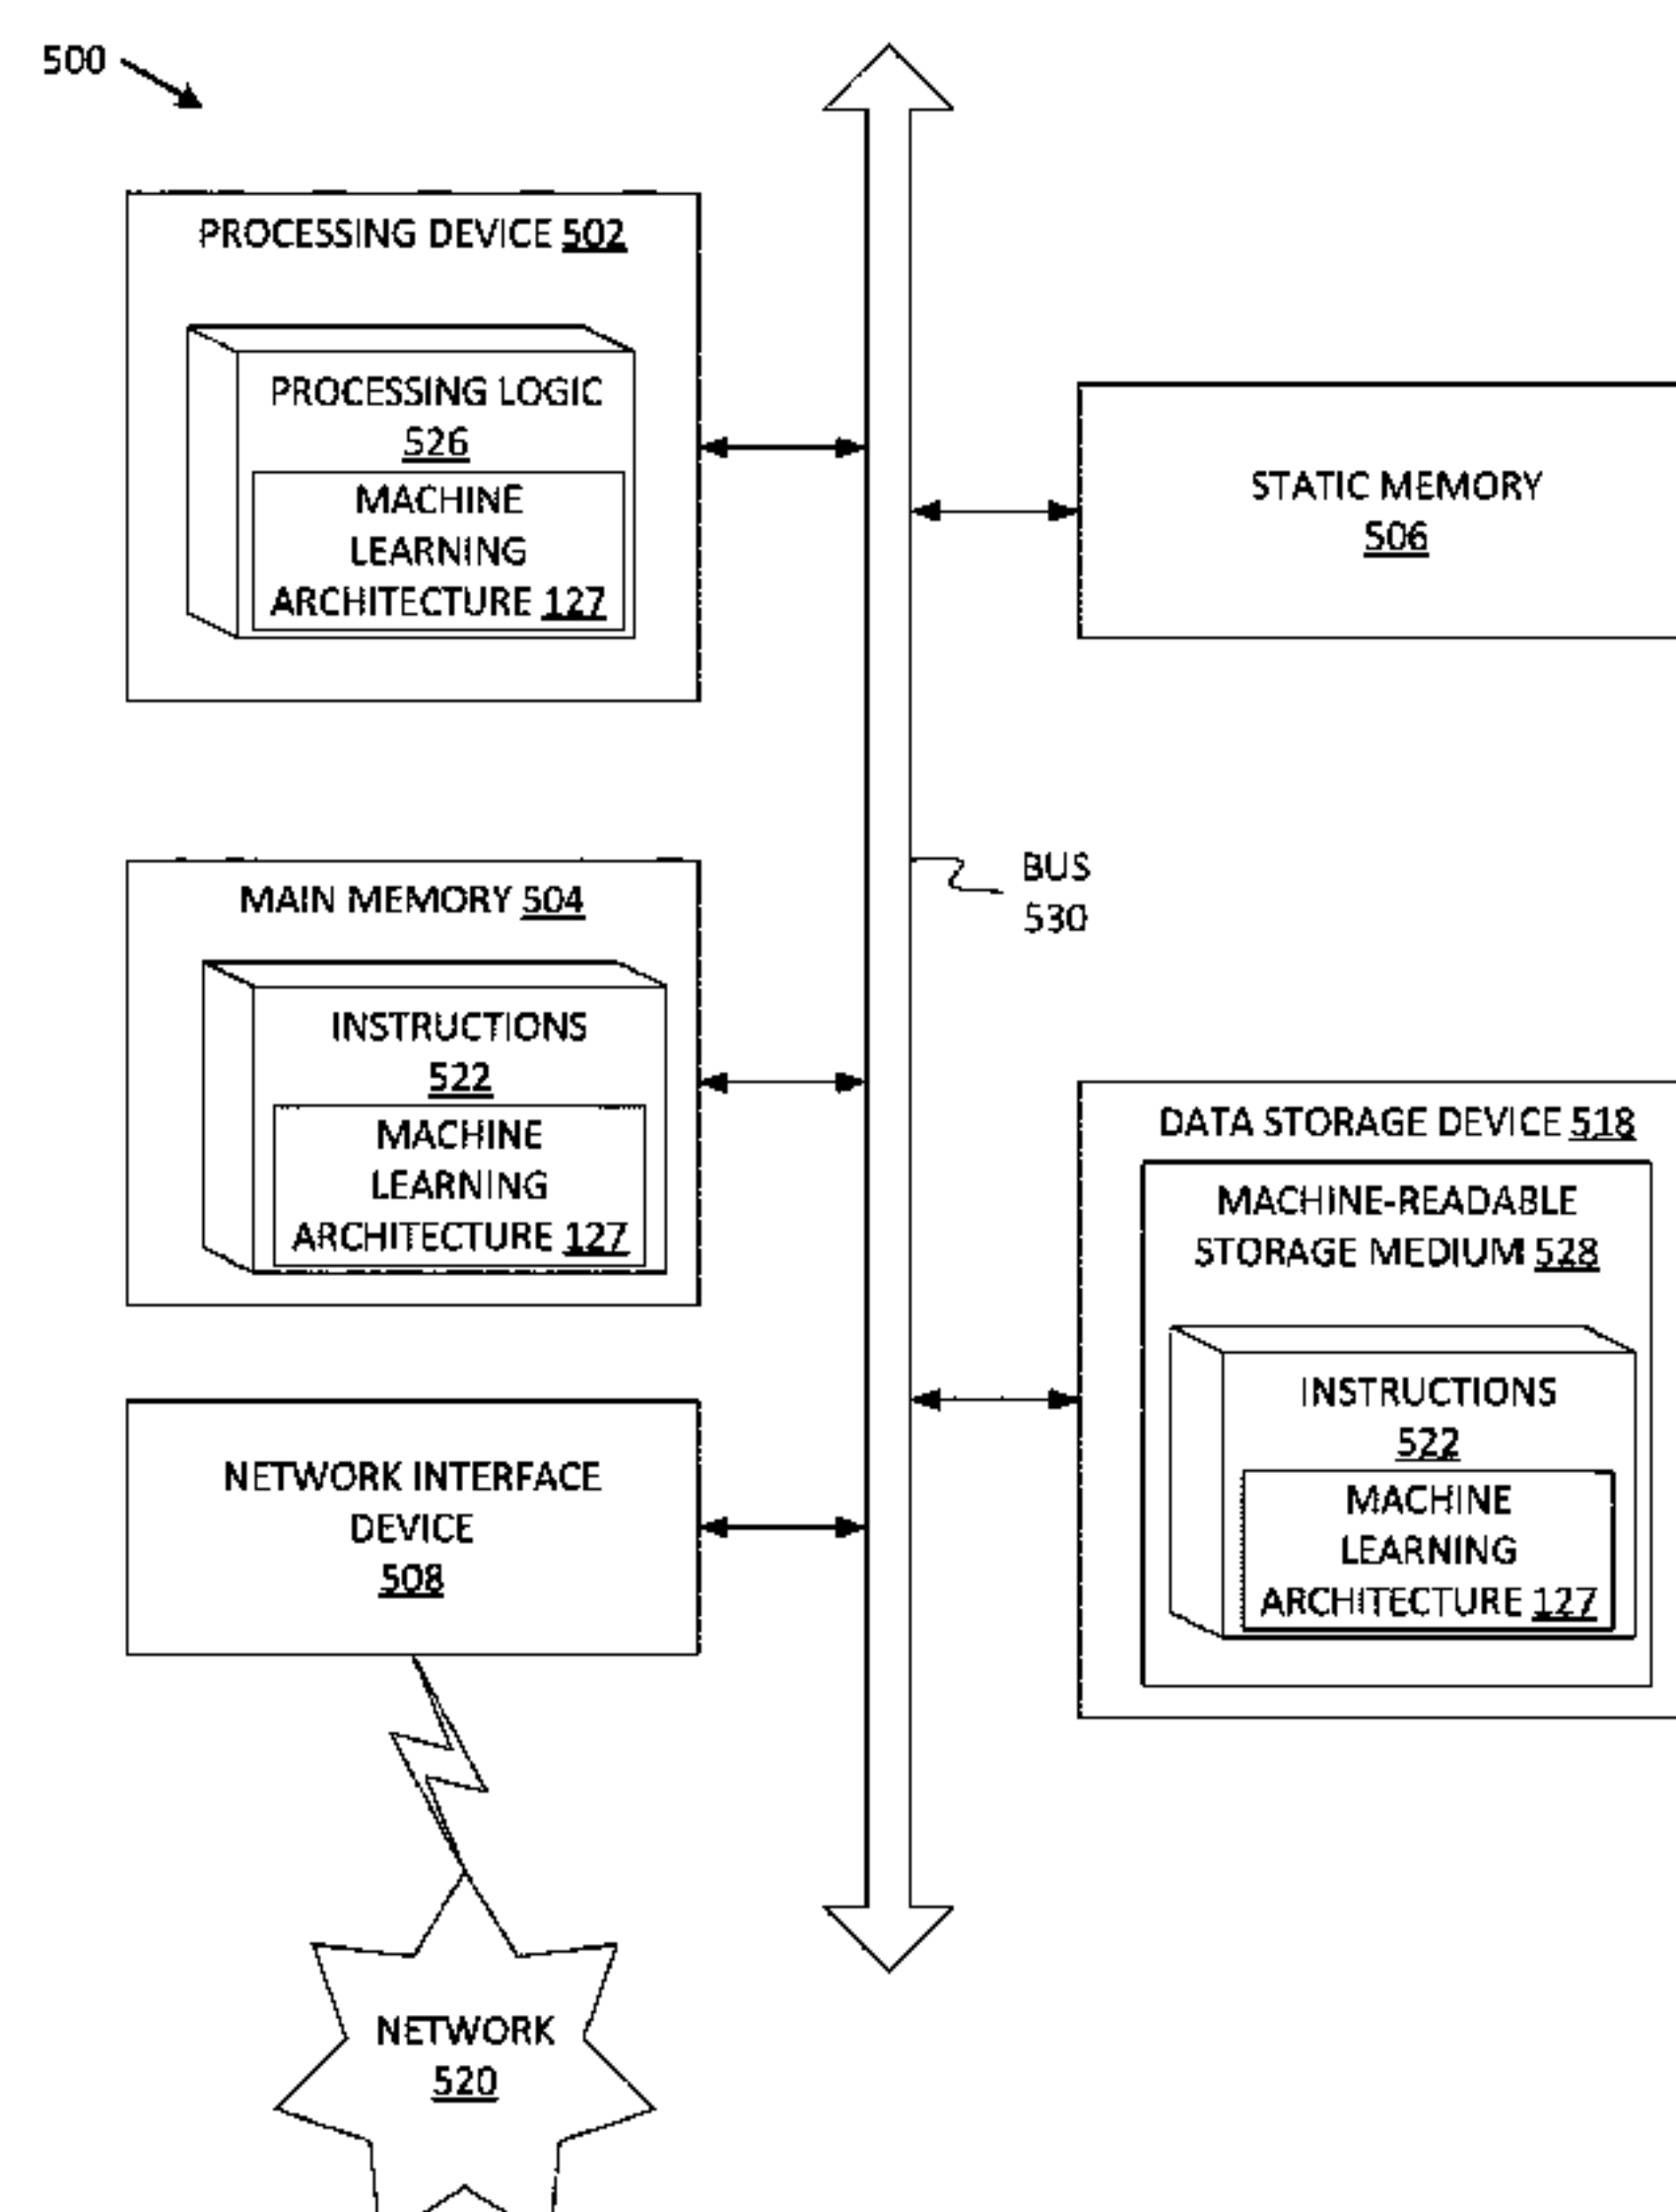 500
PROCESSING DEVICE 502
PROCESSING LOGIC
526
MACHINE
LEARNING
ARCHITECTURE 127
STATIC MEMORY
506
MAIN MEMORY 504
INSTRUCTIONS
522
MACHINE
LEARNING
ARCHITECTURE 127
BUS
530
DATA STORAGE DEVICE 518
MACHINE-READABLE
STORAGE MEDIUM 528
INSTRUCTIONS
522
MACHINE
LEARNING
ARCHITECTURE 127
NETWORK INTERFACE
DEVICE
508
NETWORK
520